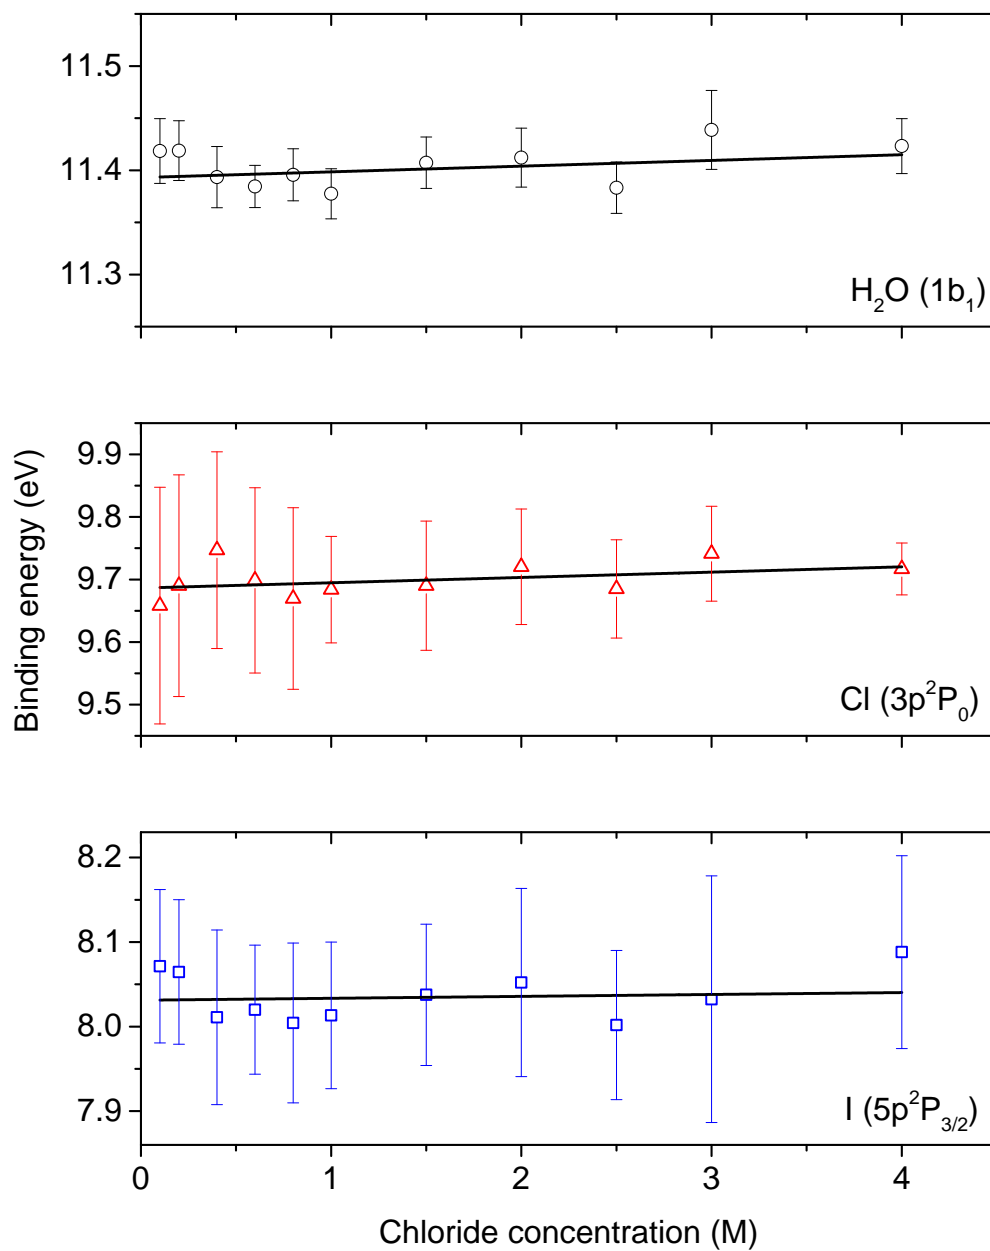 11.5
11.4
11.3
H₂O (1b₁)
Binding energy (eV)
9.9
9.8
9.7
9.6
9.5
Cl (3p²P₀)
8.2
8.1
8.0
7.9
I (5p²P₃/₂)
0 1 2 3 4
Chloride concentration (M)